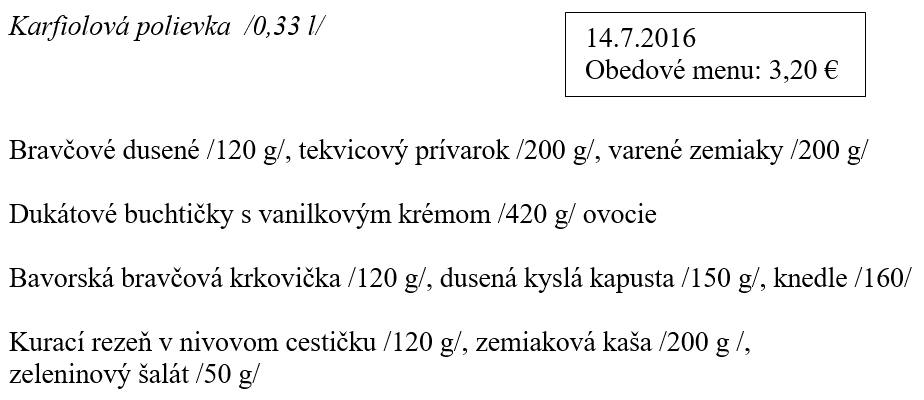 Karfiolová polievka /0,33 l/
14.7.2016
Obedové menu: 3,20 €
Bravčové dusené /120 g/, tekvicový prívarok /200 g/, varené zemiaky /200 g/
Dukátové buchtičky s vanilkovým krémom /420 g/ ovocie
Bavorská bravčová krkovička /120 g/, dusená kyslá kapusta /150 g/, knedle /160/
Kurací rezeň v nivovom cestičku /120 g/, zemiaková kaša /200 g /,
zeleninový šalát /50 g/